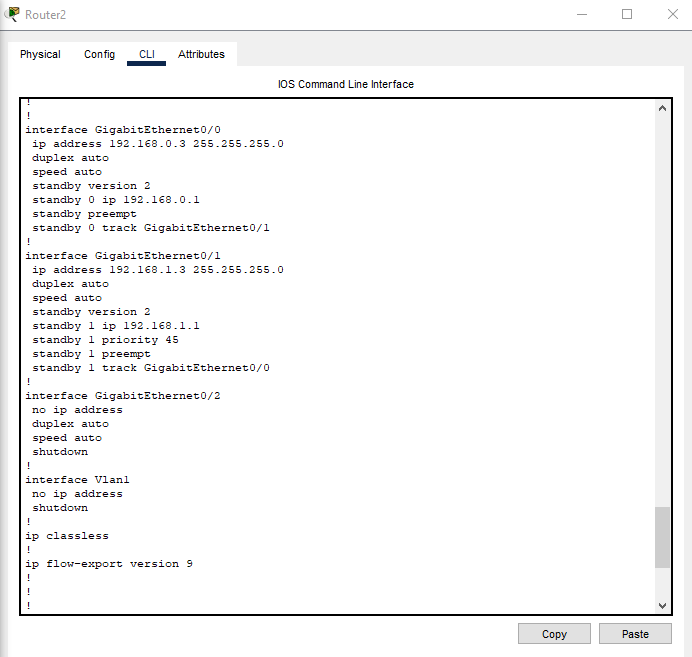 Router2
Physical Config CLI Attributes
IOS Command Line Interface
!
!
interface GigabitEthernet0/0
 ip address 192.168.0.3 255.255.255.0
 duplex auto
 speed auto
 standby version 2
 standby 0 ip 192.168.0.1
 standby preempt
 standby 0 track GigabitEthernet0/1
!
interface GigabitEthernet0/1
 ip address 192.168.1.3 255.255.255.0
 duplex auto
 speed auto
 standby version 2
 standby 1 ip 192.168.1.1
 standby 1 priority 45
 standby 1 preempt
 standby 1 track GigabitEthernet0/0
!
interface GigabitEthernet0/2
 no ip address
 duplex auto
 speed auto
 shutdown
!
interface Vlan1
 no ip address
 shutdown
!
ip classless
!
ip flow-export version 9
!
!
!
Copy Paste